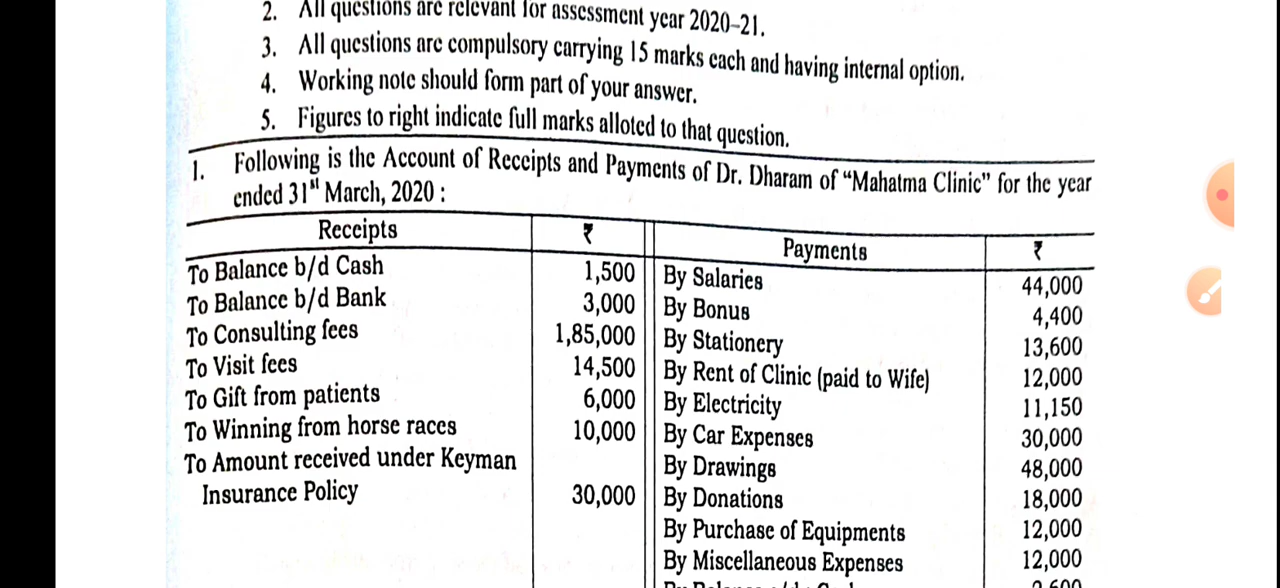 2. All questions are relevant for assessment year 2020–21.
3. All questions are compulsory carrying 15 marks each and having internal option.
4. Working note should form part of your answer.
5. Figures to right indicate full marks alloted to that question.
1. Following is the Account of Receipts and Payments of Dr. Dharam of “Mahatma Clinic” for the year
ended 31st March, 2020 :
Receipts ₹ Payments ₹
To Balance b/d Cash 1,500 By Salaries 44,000
To Balance b/d Bank 3,000 By Bonus 4,400
To Consulting fees 1,85,000 By Stationery 13,600
To Visit fees 14,500 By Rent of Clinic (paid to Wife) 12,000
To Gift from patients 6,000 By Electricity 11,150
To Winning from horse races 10,000 By Car Expenses 30,000
To Amount received under Keyman By Drawings 48,000
Insurance Policy 30,000 By Donations 18,000
By Purchase of Equipments 12,000
By Miscellaneous Expenses 12,000